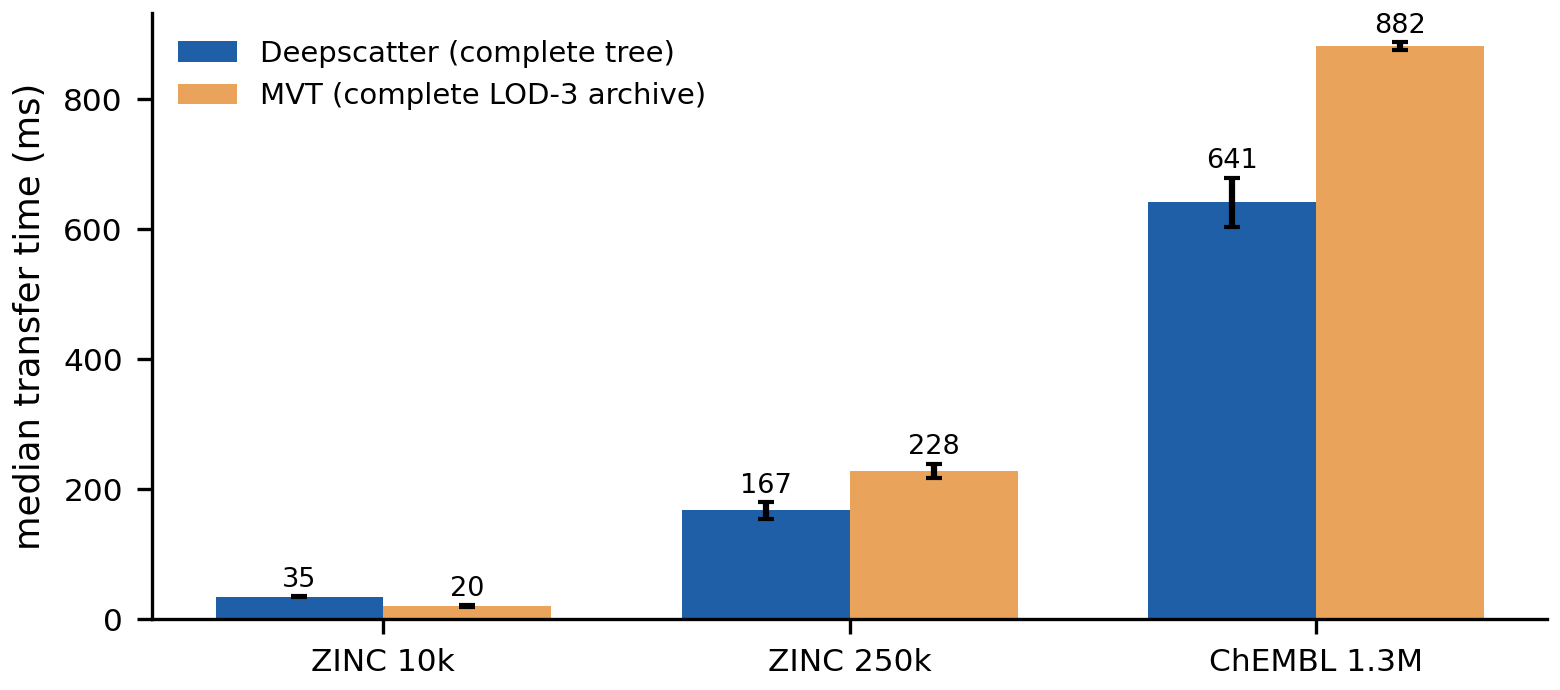 882
Deepscatter (complete tree)
MVT (complete LOD-3 archive)
median transfer time (ms)
800
641
600
400
228
200
167
35
20
0
ZINC 10k
ZINC 250k
ChEMBL 1.3M